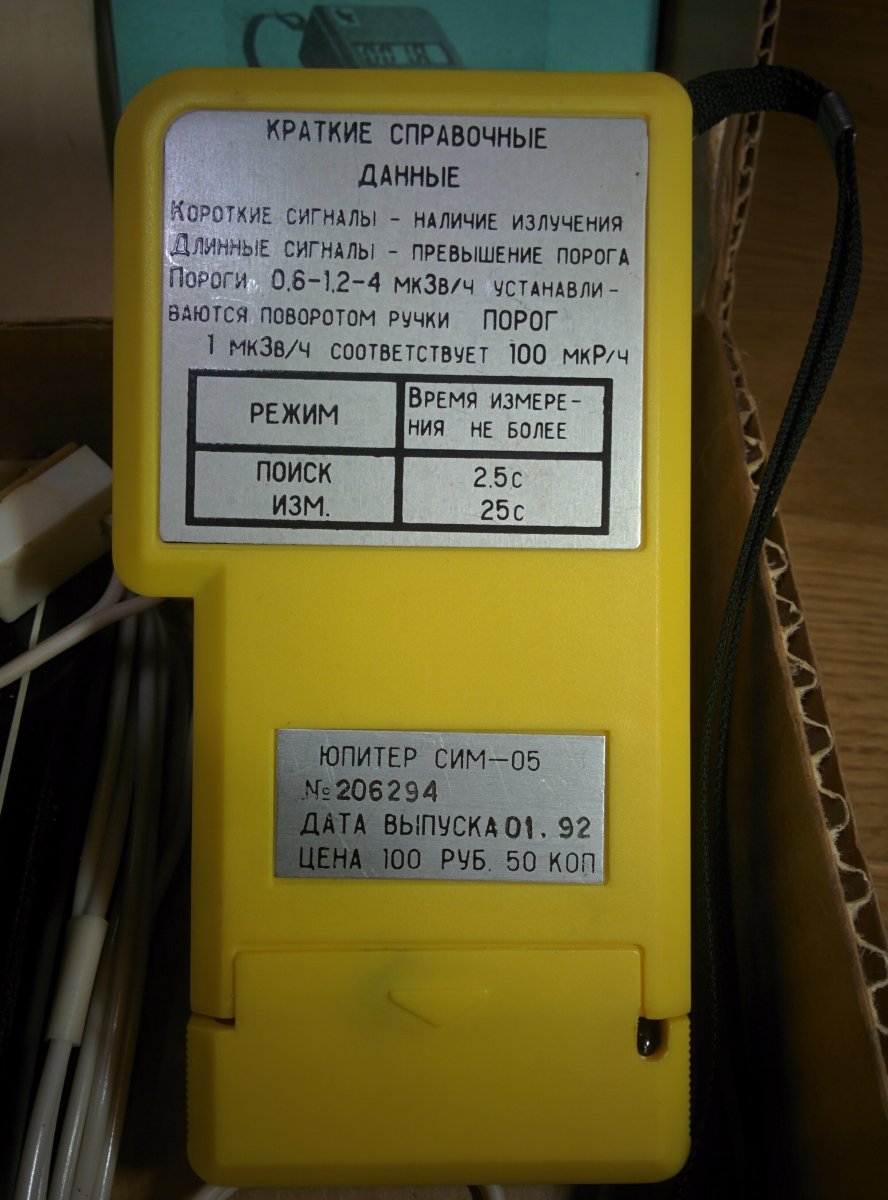 КРАТКИЕ СПРАВОЧНЫЕ
ДАННЫЕ
Короткие сигналы – наличие излучения
Длинные сигналы – превышение порога
Пороги 0,6–1,2–4 мкЗв/ч устанавли–
ваются поворотом ручки ПОРОГ
1 мкЗв/ч соответствует 100 мкР/ч
РЕЖИМ
Время измере–
ния не более
ПОИСК 2.5с
ИЗМ. 25с
ЮПИТЕР СИМ–05
№206294
ДАТА ВЫПУСКА 01. 92
ЦЕНА 100 РУБ. 50 КОП